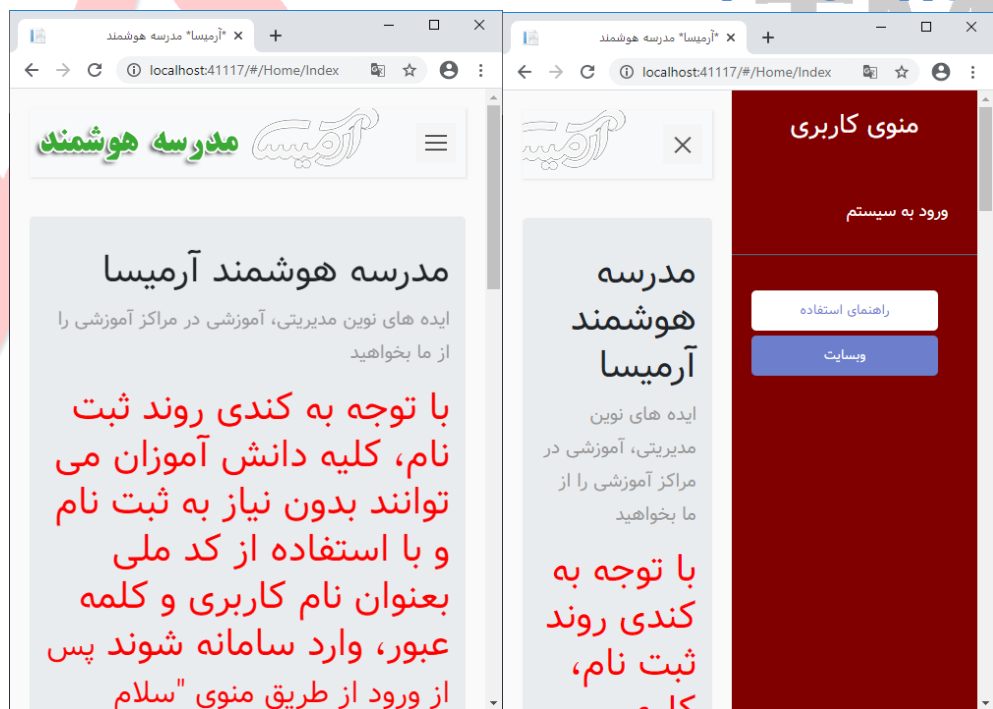 *آرمیسا* مدرسه هوشمند
localhost:41117/#/Home/Index
آرمیسا مدرسه هوشمند
مدرسه هوشمند آرمیسا
ایده های نوین مدیریتی، آموزشی در مراکز آموزشی را
از ما بخواهید
با توجه به کندی روند ثبت
نام، کلیه دانش آموزان می
توانند بدون نیاز به ثبت نام
و با استفاده از کد ملی
بعنوان نام کاربری و کلمه
عبور، وارد سامانه شوند پس
از ورود از طریق منوی "سلام
*آرمیسا* مدرسه هوشمند
localhost:41117/#/Home/Index
منوی کاربری
ورود به سیستم
راهنمای استفاده
وبسایت
آرمیسا
مدرسه
هوشمند
آرمیسا
ایده های نوین
مدیریتی، آموزشی در
مراکز آموزشی را از
ما بخواهید
با توجه به
کندی روند
ثبت نام،